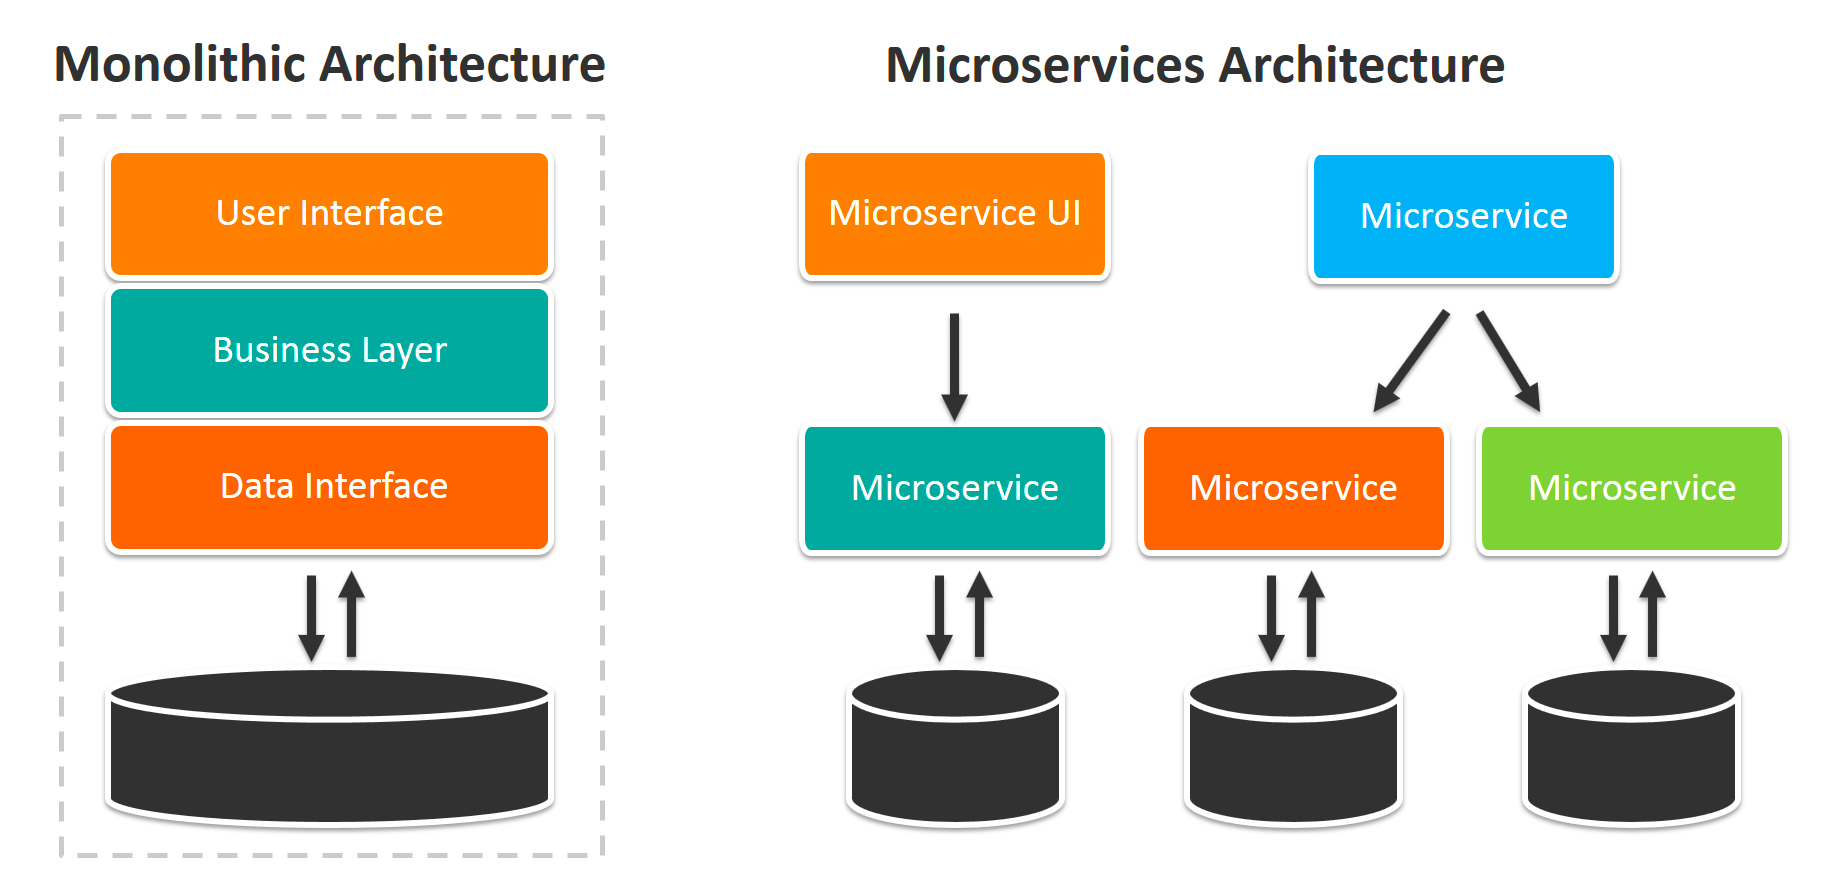 Monolithic Architecture
User Interface
Business Layer
Data Interface
Microservices Architecture
Microservice UI
Microservice
Microservice
Microservice
Microservice